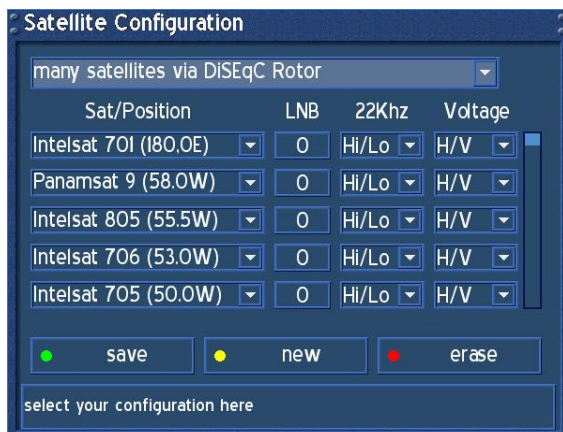 Satellite Configuration
many satellites via DiSEqC Rotor
Sat/Position LNB 22Khz Voltage
Intelsat 701 (180,0E) 0 Hi/Lo H/V
Panamsat 9 (58.0W) 0 Hi/Lo H/V
Intelsat 805 (55.5W) 0 Hi/Lo H/V
Intelsat 706 (53.0W) 0 Hi/Lo H/V
Intelsat 705 (50.0W) 0 Hi/Lo H/V
save new erase
select your configuration here